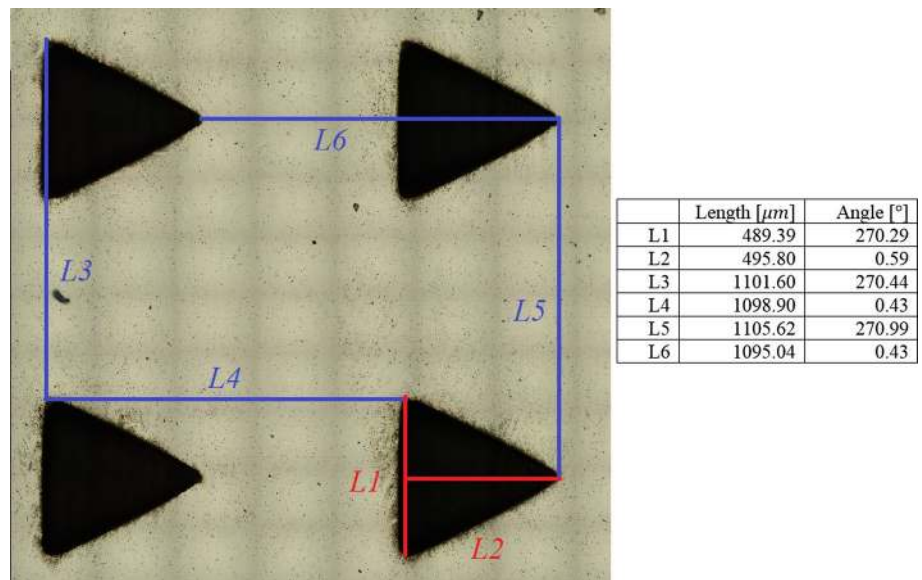 L6
L3
L5
L4
L1
L2
Length [μm] Angle [°]
L1 489.39 270.29
L2 495.80 0.59
L3 1101.60 270.44
L4 1098.90 0.43
L5 1105.62 270.99
L6 1095.04 0.43